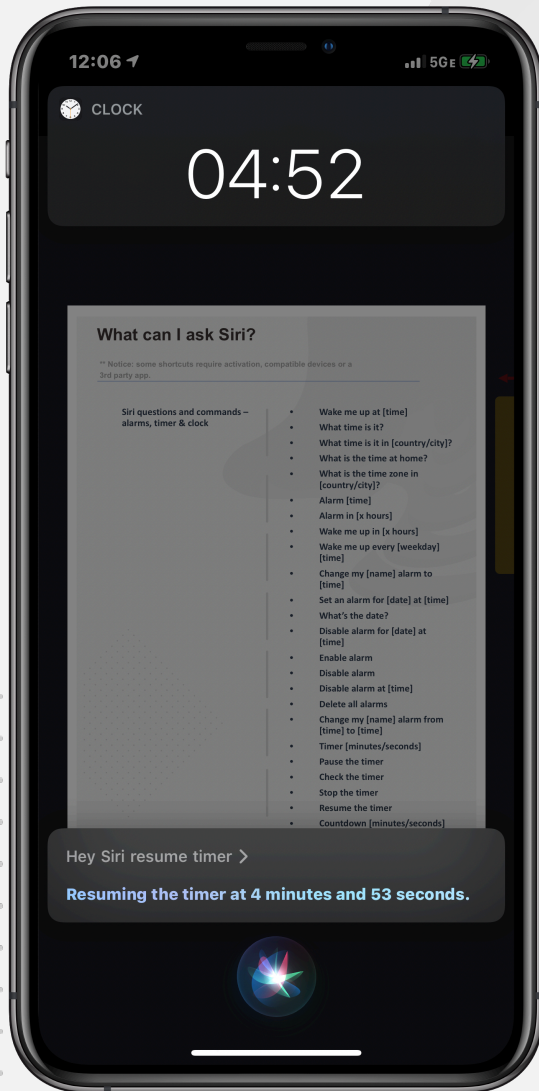 12:06
5GE
CLOCK
04:52
What can I ask Siri?
** Notice: some shortcuts require activation, compatible devices or a
3rd party app.
Siri questions and commands –
alarms, timer & clock
• Wake me up at [time]
• What time is it?
• What time is it in [country/city]?
• What is the time at home?
• What is the time zone in
[country/city]?
• Alarm [time]
• Alarm in [x hours]
• Wake me up in [x hours]
• Wake me up every [weekday]
[time]
• Change my [name] alarm to
[time]
• Set an alarm for [date] at [time]
• What's the date?
• Disable alarm for [date] at
[time]
• Enable alarm
• Disable alarm
• Disable alarm at [time]
• Delete all alarms
• Change my [name] alarm from
[time] to [time]
• Timer [minutes/seconds]
• Pause the timer
• Check the timer
• Stop the timer
• Resume the timer
• Countdown [minutes/seconds]
Hey Siri resume timer >
Resuming the timer at 4 minutes and 53 seconds.